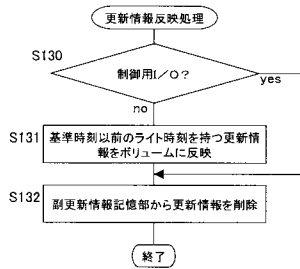 更新情報反映処理
S130
制御用I/O?
yes
no
S131
基準時刻以前のライト時刻を持つ更新情
報をボリュームに反映
S132
副更新情報記憶部から更新情報を削除
終了